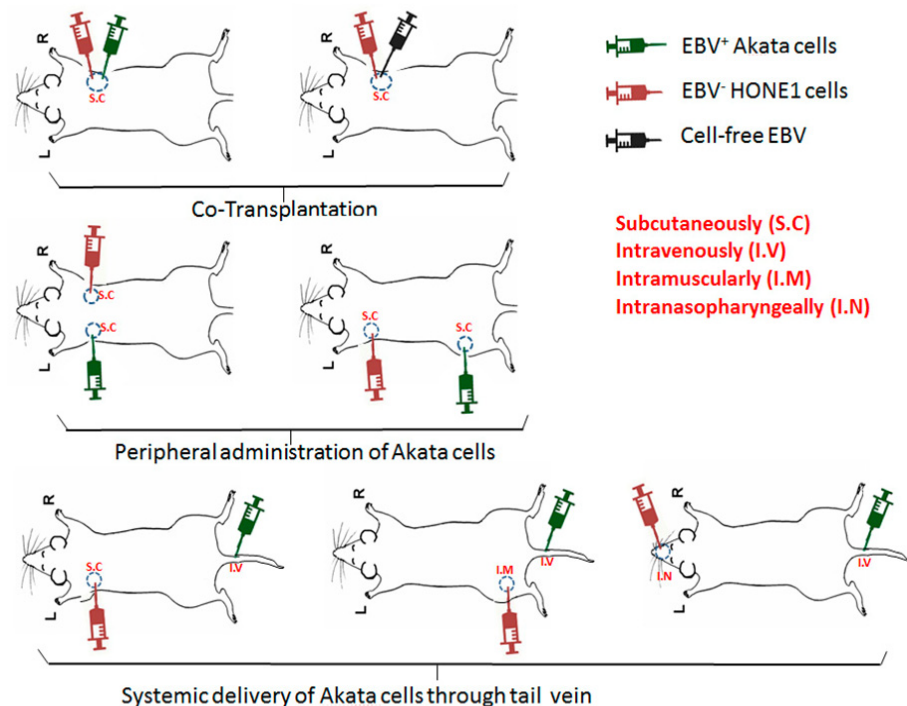 R
S.C
L
R
S.C
L
Co-Transplantation
EBV⁺ Akata cells
EBV⁻ HONE1 cells
Cell-free EBV
Subcutaneously (S.C)
Intravenously (I.V)
Intramuscularly (I.M)
Intranasopharyngeally (I.N)
R
S.C
S.C
L
R
S.C
S.C
L
Peripheral administration of Akata cells
R
S.C
I.V
L
R
I.M
I.V
L
R
I.N
I.V
L
Systemic delivery of Akata cells through tail vein